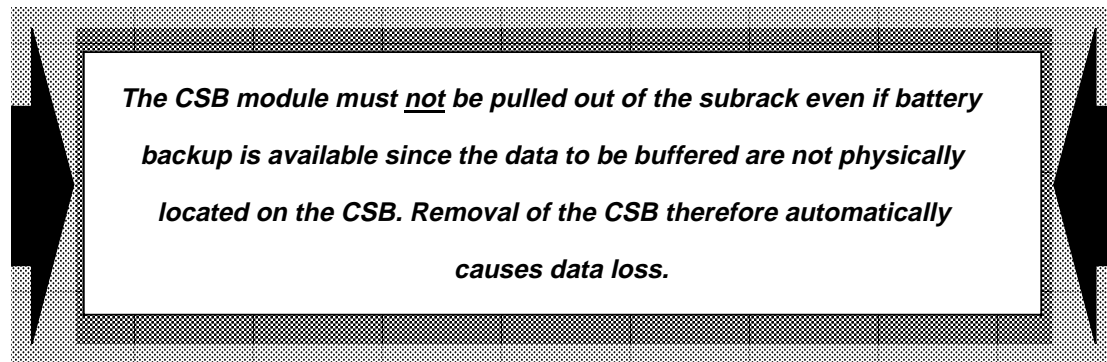 The CSB module must not be pulled out of the subrack even if battery
backup is available since the data to be buffered are not physically
located on the CSB. Removal of the CSB therefore automatically
causes data loss.